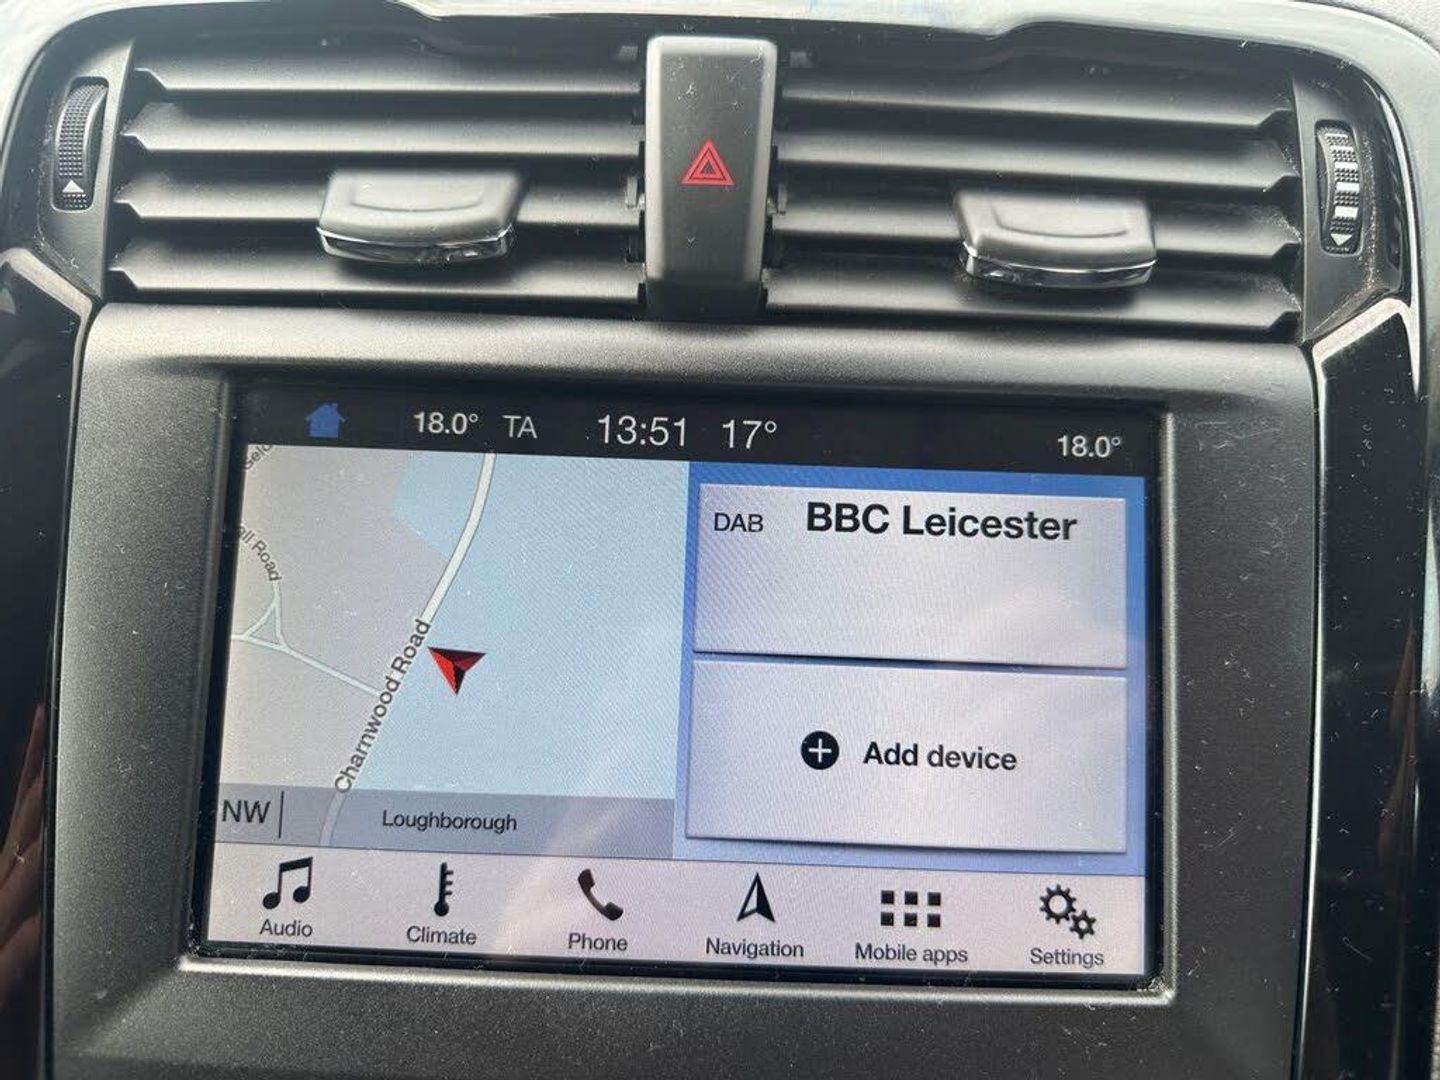 18.0° TA 13:51 17° 18.0°
Road
Charnwood Road
NW
Loughborough
DAB BBC Leicester
Add device
Audio Climate Phone Navigation Mobile apps Settings